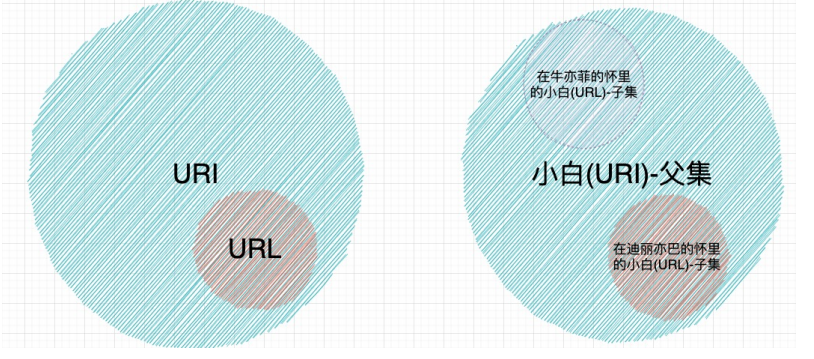 URI
URL
在牛亦菲的怀里
的小白(URL)-子集
小白(URI)-父集
在迪丽亦巴的怀里
的小白(URL)-子集